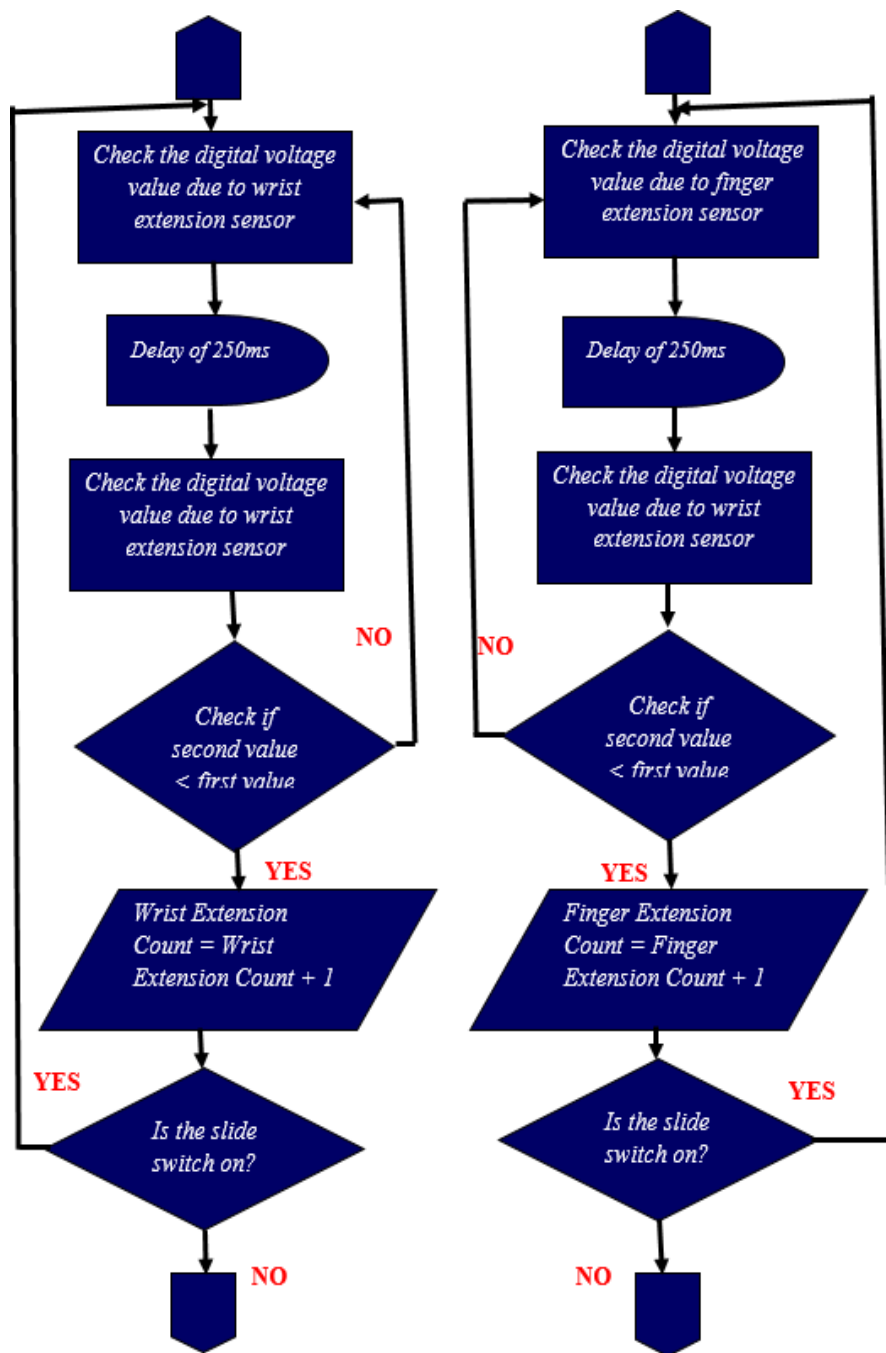 Check the digital voltage
value due to wrist
extension sensor
Delay of 250ms
Check the digital voltage
value due to wrist
extension sensor
NO
Check if
second value
< first value
YES
Wrist Extension
Count = Wrist
Extension Count + 1
YES
Is the slide
switch on?
NO
Check the digital voltage
value due to finger
extension sensor
Delay of 250ms
Check the digital voltage
value due to wrist
extension sensor
NO
Check if
second value
< first value
YES
Finger Extension
Count = Finger
Extension Count + 1
YES
Is the slide
switch on?
NO